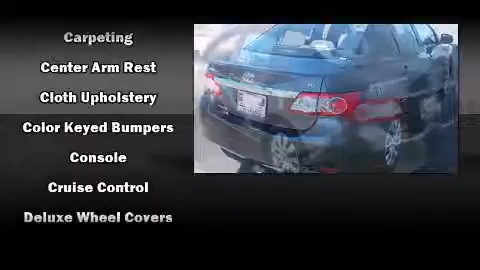 Carpeting
Center Arm Rest
Cloth Upholstery
Color Keyed Bumpers
Console
Cruise Control
Deluxe Wheel Covers